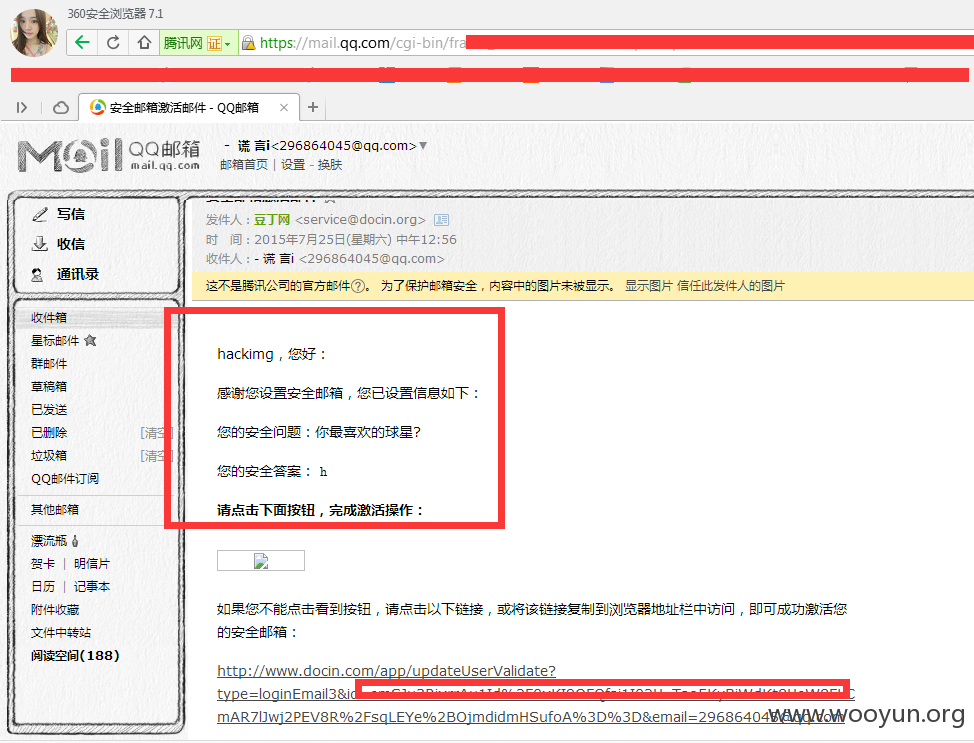 360安全浏览器 7.1
腾讯网 证 https://mail.qq.com/cgi-bin/fra
安全邮箱激活邮件 - QQ邮箱
Mail QQ邮箱
mail.qq.com
- 谎 言i<296864045@qq.com>
邮箱首页 | 设置 - 换肤
写信
收信
通讯录
收件箱
星标邮件
群邮件
草稿箱
已发送
已删除 [清空]
垃圾箱 [清空]
QQ邮件订阅
其他邮箱
漂流瓶
贺卡 | 明信片
日历 | 记事本
附件收藏
文件中转站
阅读空间(188)
发件人：豆丁网 <service@docin.org>
时 间：2015年7月25日(星期六) 中午12:56
收件人：- 谎 言i <296864045@qq.com>
这不是腾讯公司的官方邮件?。 为了保护邮箱安全，内容中的图片未被显示。 显示图片 信任此发件人的图片
hackimg，您好：
感谢您设置安全邮箱，您已设置信息如下：
您的安全问题：你最喜欢的球星?
您的安全答案： h
请点击下面按钮，完成激活操作：
如果您不能点击看到按钮，请点击以下链接，或将该链接复制到浏览器地址栏中访问，即可成功激活您
的安全邮箱：
http://www.docin.com/app/updateUserValidate?
type=loginEmail3&id
mAR7lJwj2PEV8R%2FsqLEYe%2BOjmdidmHSufoA%3D%3D&email=296864045@qq.com
www.wooyun.org